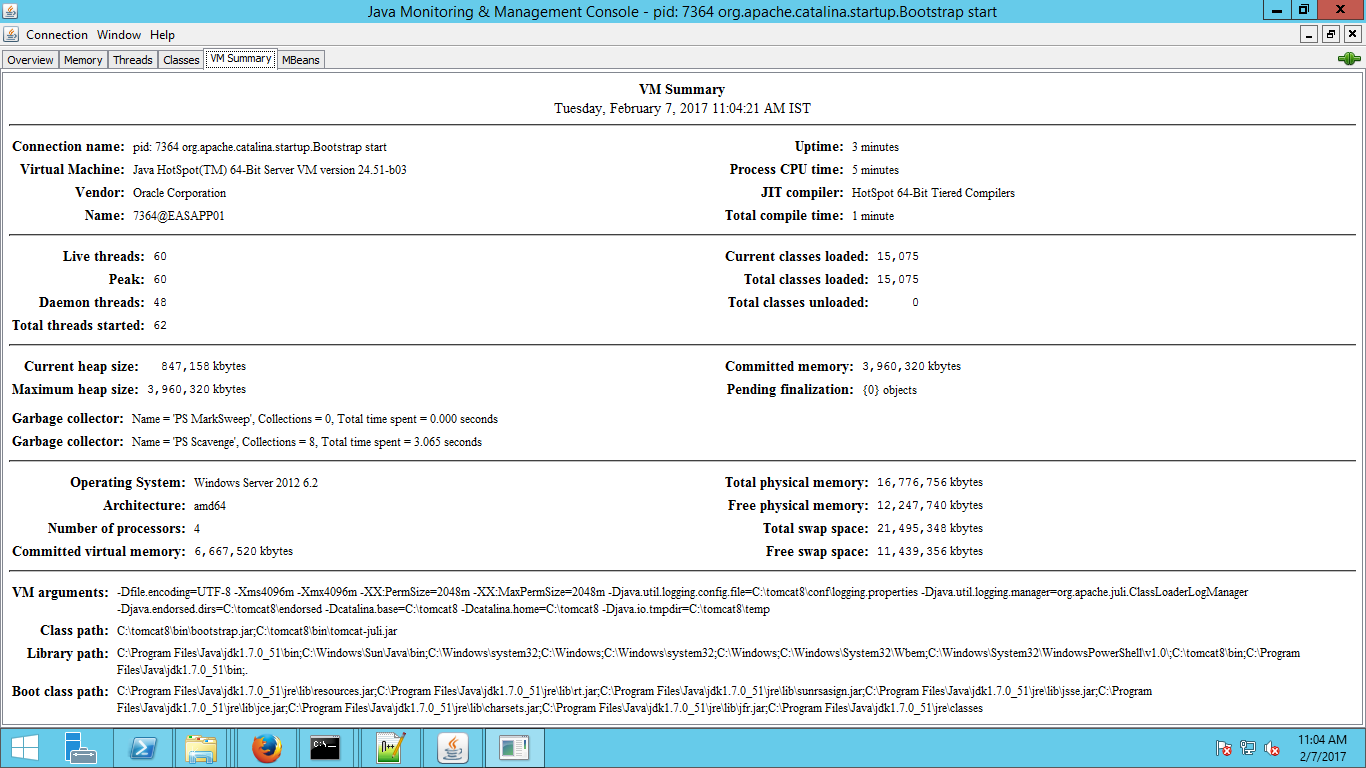 Java Monitoring & Management Console - pid: 7364 org.apache.catalina.startup.Bootstrap start
Connection Window Help
Overview Memory Threads Classes VM Summary MBeans
VM Summary
Tuesday, February 7, 2017 11:04:21 AM IST
Connection name: pid: 7364 org.apache.catalina.startup.Bootstrap start
Virtual Machine: Java HotSpot(TM) 64-Bit Server VM version 24.51-b03
Vendor: Oracle Corporation
Name: 7364@EASAPP01
Uptime: 3 minutes
Process CPU time: 5 minutes
JIT compiler: HotSpot 64-Bit Tiered Compilers
Total compile time: 1 minute
Live threads: 60
Peak: 60
Daemon threads: 48
Total threads started: 62
Current classes loaded: 15,075
Total classes loaded: 15,075
Total classes unloaded: 0
Current heap size: 847,158 kbytes
Maximum heap size: 3,960,320 kbytes
Committed memory: 3,960,320 kbytes
Pending finalization: {0} objects
Garbage collector: Name = 'PS MarkSweep', Collections = 0, Total time spent = 0.000 seconds
Garbage collector: Name = 'PS Scavenge', Collections = 8, Total time spent = 3.065 seconds
Operating System: Windows Server 2012 6.2
Architecture: amd64
Number of processors: 4
Committed virtual memory: 6,667,520 kbytes
Total physical memory: 16,776,756 kbytes
Free physical memory: 12,247,740 kbytes
Total swap space: 21,495,348 kbytes
Free swap space: 11,439,356 kbytes
VM arguments: -Dfile.encoding=UTF-8 -Xms4096m -Xmx4096m -XX:PermSize=2048m -XX:MaxPermSize=2048m -Djava.util.logging.config.file=C:\tomcat8\conf\logging.properties -Djava.util.logging.manager=org.apache.juli.ClassLoaderLogManager
-Djava.endorsed.dirs=C:\tomcat8\endorsed -Dcatalina.base=C:\tomcat8 -Dcatalina.home=C:\tomcat8 -Djava.io.tmpdir=C:\tomcat8\temp
Class path: C:\tomcat8\bin\bootstrap.jar;C:\tomcat8\bin\tomcat-juli.jar
Library path: C:\Program Files\Java\jdk1.7.0_51\bin;C:\Windows\Sun\Java\bin;C:\Windows\system32;C:\Windows;C:\Windows\system32;C:\Windows;C:\Windows\System32\Wbem;C:\Windows\System32\WindowsPowerShell\v1.0\;C:\tomcat8\bin;C:\Program
Files\Java\jdk1.7.0_51\bin;.
Boot class path: C:\Program Files\Java\jdk1.7.0_51\jre\lib\resources.jar;C:\Program Files\Java\jdk1.7.0_51\jre\lib\rt.jar;C:\Program Files\Java\jdk1.7.0_51\jre\lib\sunrsasign.jar;C:\Program Files\Java\jdk1.7.0_51\jre\lib\jsse.jar;C:\Program
Files\Java\jdk1.7.0_51\jre\lib\jce.jar;C:\Program Files\Java\jdk1.7.0_51\jre\lib\charsets.jar;C:\Program Files\Java\jdk1.7.0_51\jre\lib\jfr.jar;C:\Program Files\Java\jdk1.7.0_51\jre\classes
11:04 AM
2/7/2017